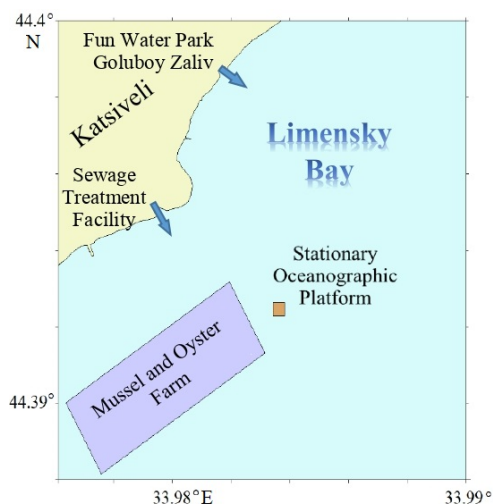 44.4°
N
Fun Water Park
Goluboy Zaliv
Katsiveli
Limensky
Bay
Sewage
Treatment
Facility
Stationary
Oceanographic
Platform
Mussel and Oyster
Farm
44.39°
33.98°E
33.99°